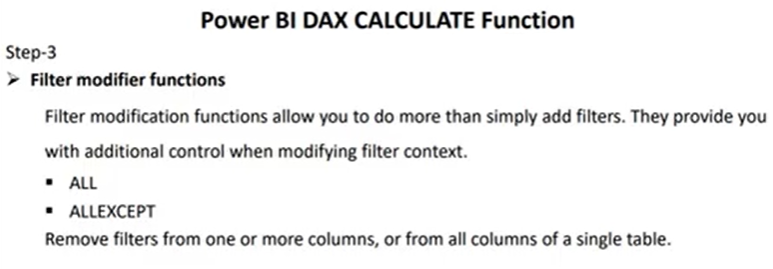 Power BI DAX CALCULATE Function
Step-3
➢ Filter modifier functions
Filter modification functions allow you to do more than simply add filters. They provide you
with additional control when modifying filter context.
▪ ALL
▪ ALLEXCEPT
Remove filters from one or more columns, or from all columns of a single table.